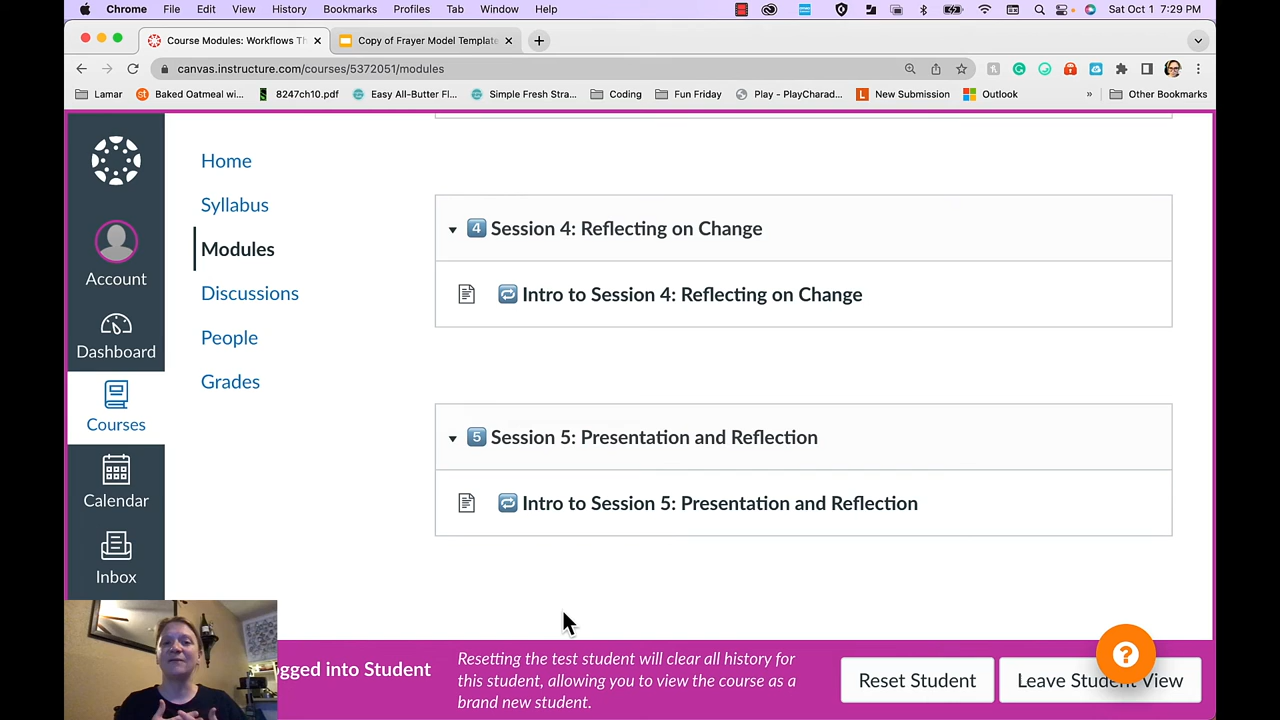 Chrome File Edit View History Bookmarks Profiles Tab Window Help Sat Oct 1 7:29 PM
Course Modules: Workflows Th Copy of Frayer Model Template
canvas.instructure.com/courses/5372051/modules
Lamar Baked Oatmeal wi... 8247ch10.pdf Easy All-Butter Fl... Simple Fresh Stra... Coding Fun Friday Play - PlayCharad... New Submission Outlook » Other Bookmarks
Home
Syllabus
Modules
Discussions
People
Grades
Account
Dashboard
Courses
Calendar
Inbox
4 Session 4: Reflecting on Change
Intro to Session 4: Reflecting on Change
5 Session 5: Presentation and Reflection
Intro to Session 5: Presentation and Reflection
ogged into Student
Resetting the test student will clear all history for
this student, allowing you to view the course as a
brand new student.
Reset Student
Leave Student View
?